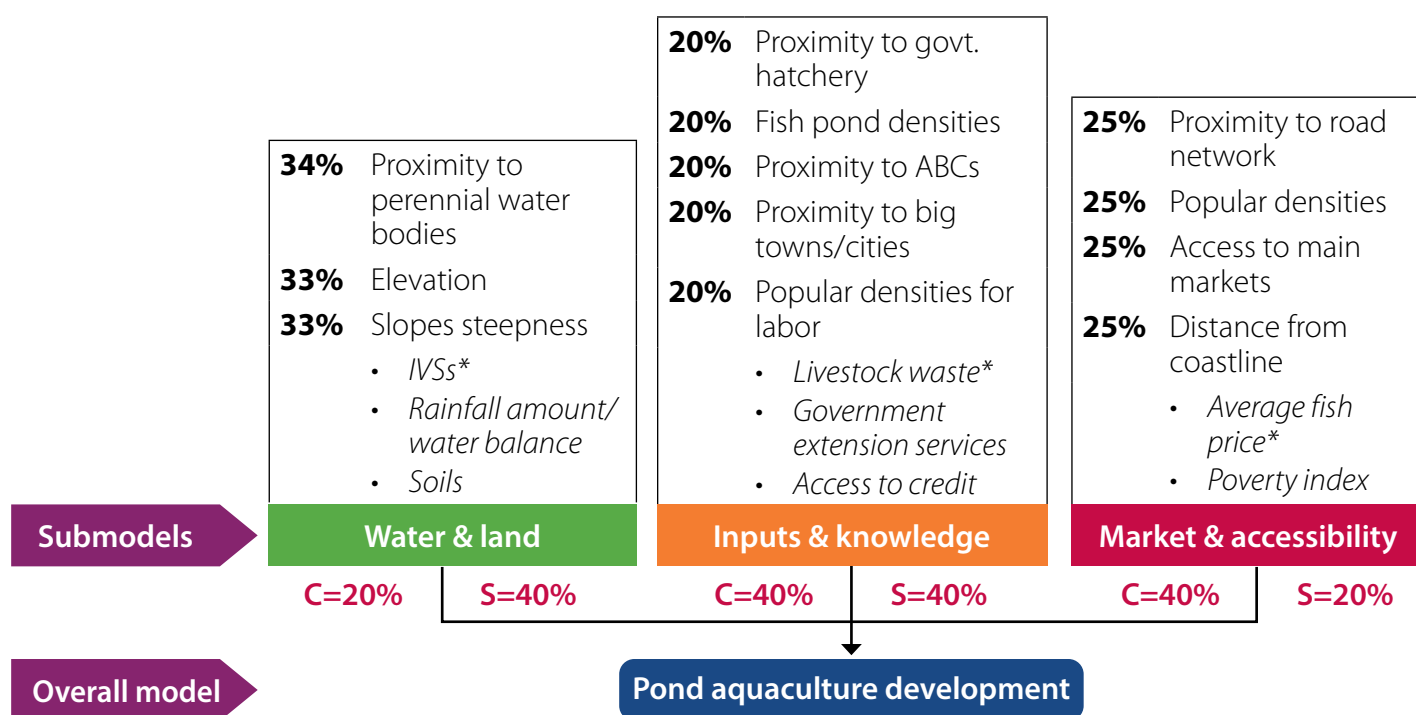 34% Proximity to
perennial water
bodies
33% Elevation
33% Slopes steepness
• IVSs*
• Rainfall amount/
water balance
• Soils
20% Proximity to govt.
hatchery
20% Fish pond densities
20% Proximity to ABCs
20% Proximity to big
towns/cities
20% Popular densities for
labor
• Livestock waste*
• Government
extension services
• Access to credit
25% Proximity to road
network
25% Popular densities
25% Access to main
markets
25% Distance from
coastline
• Average fish
price*
• Poverty index
Submodels
Water & land
Inputs & knowledge
Market & accessibility
C=20% S=40%
C=40% S=40%
C=40% S=20%
Overall model
Pond aquaculture development